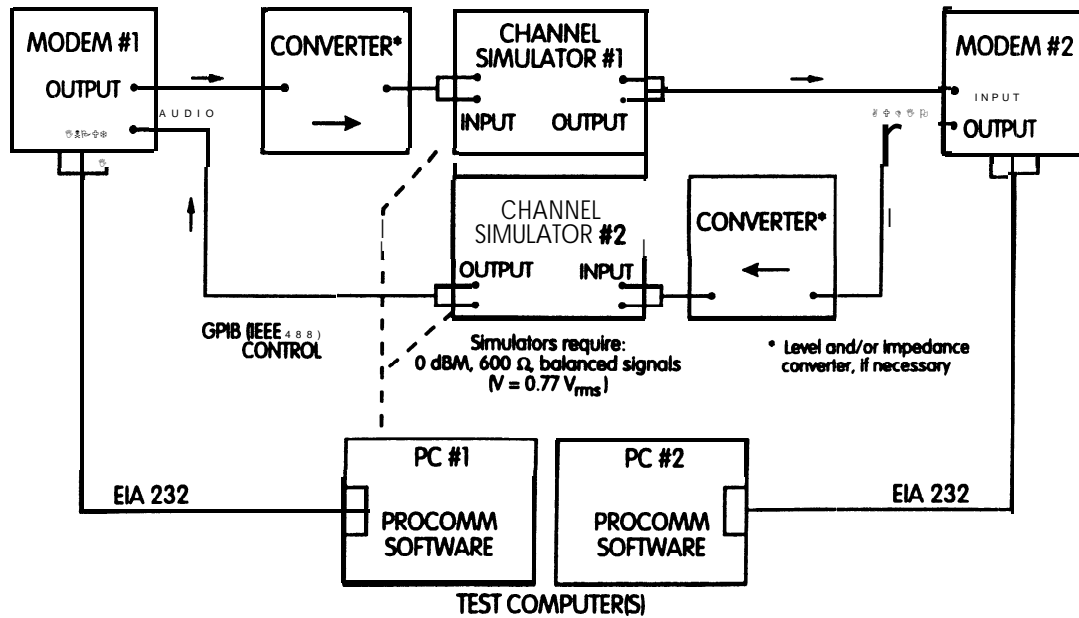 MODEM #1
OUTPUT
AUDIO
CONVERTER*
CHANNEL
SIMULATOR #1
INPUT OUTPUT
MODEM #2
INPUT
OUTPUT
CHANNEL
SIMULATOR #2
OUTPUT INPUT
CONVERTER*
GPIB (IEEE 488)
CONTROL
Simulators require:
0 dBM, 600 Ω, balanced signals
(V = 0.77 Vrms)
* Level and/or impedance
converter, if necessary
PC #1
PROCOMM
SOFTWARE
PC #2
PROCOMM
SOFTWARE
EIA 232
EIA 232
TEST COMPUTER(S)